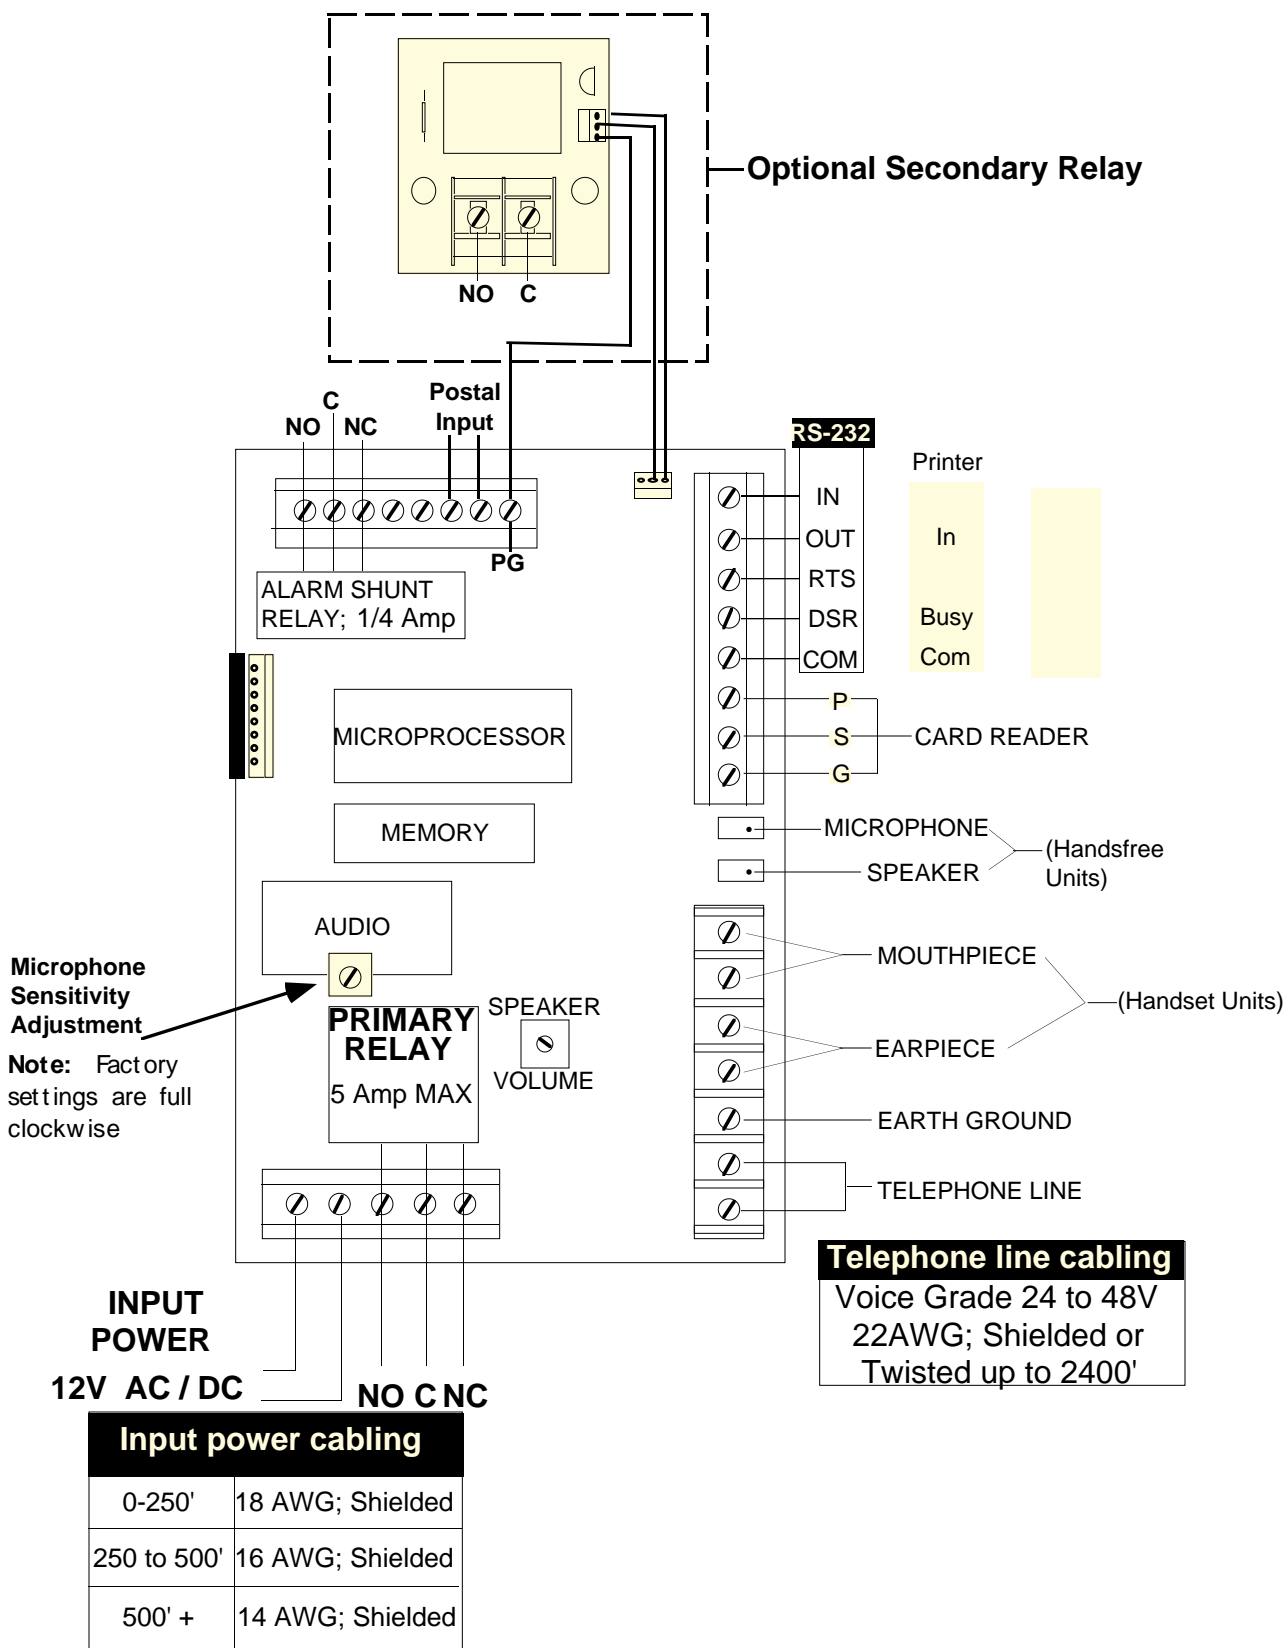 Optional Secondary Relay
NO C
Postal
Input
C
NO NC
RS-232
Printer
IN
OUT In
RTS
DSR Busy
COM Com
PG
ALARM SHUNT
RELAY; 1/4 Amp
P
S CARD READER
G
MICROPROCESSOR
MEMORY
MICROPHONE
SPEAKER
(Handsfree
Units)
AUDIO
MOUTHPIECE
EARPIECE
(Handset Units)
Microphone
Sensitivity
Adjustment
Note: Factory
settings are full
clockwise
PRIMARY
RELAY
5 Amp MAX
SPEAKER
VOLUME
EARTH GROUND
TELEPHONE LINE
Telephone line cabling
Voice Grade 24 to 48V
22AWG; Shielded or
Twisted up to 2400'
INPUT
POWER
12V AC / DC
NO C NC
Input power cabling
0-250' 18 AWG; Shielded
250 to 500' 16 AWG; Shielded
500' + 14 AWG; Shielded